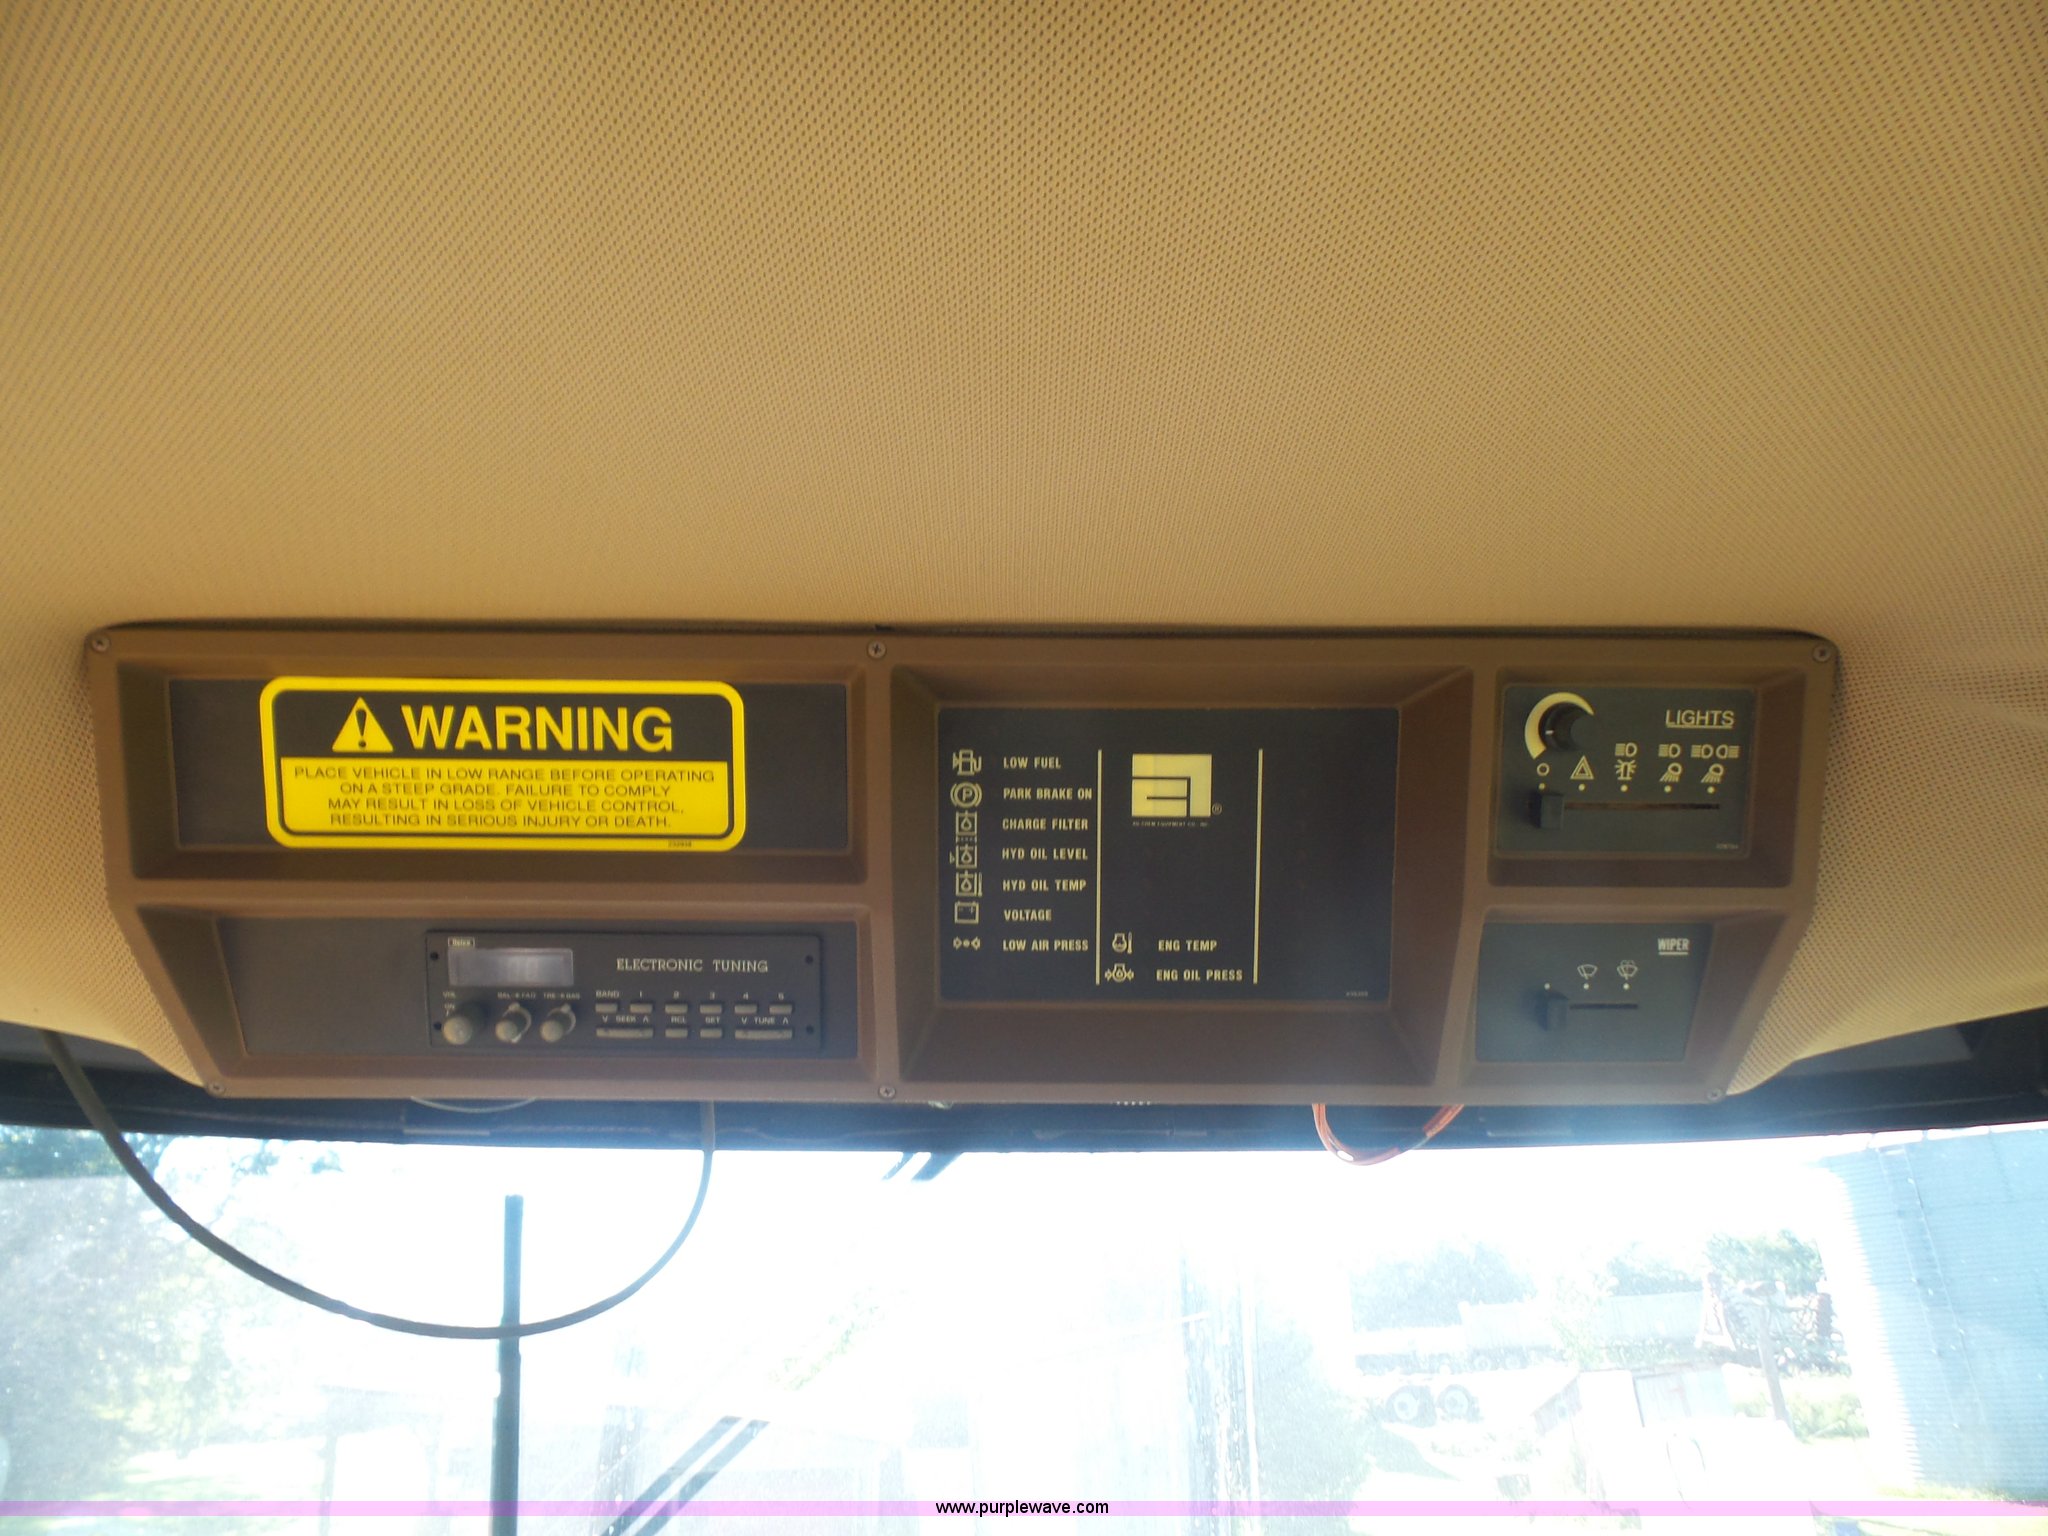 WARNING
PLACE VEHICLE IN LOW RANGE BEFORE OPERATING
ON A STEEP GRADE. FAILURE TO COMPLY
MAY RESULT IN LOSS OF VEHICLE CONTROL,
RESULTING IN SERIOUS INJURY OR DEATH.
ELECTRONIC TUNING
VOL
ON
BAND 1 2 3 4 5
V SEEK Λ RCL SET V TUNE Λ
LOW FUEL
PARK BRAKE ON
CHARGE FILTER
HYD OIL LEVEL
HYD OIL TEMP
VOLTAGE
LOW AIR PRESS
ENG TEMP
ENG OIL PRESS
LIGHTS
WIPER
www.purplewave.com